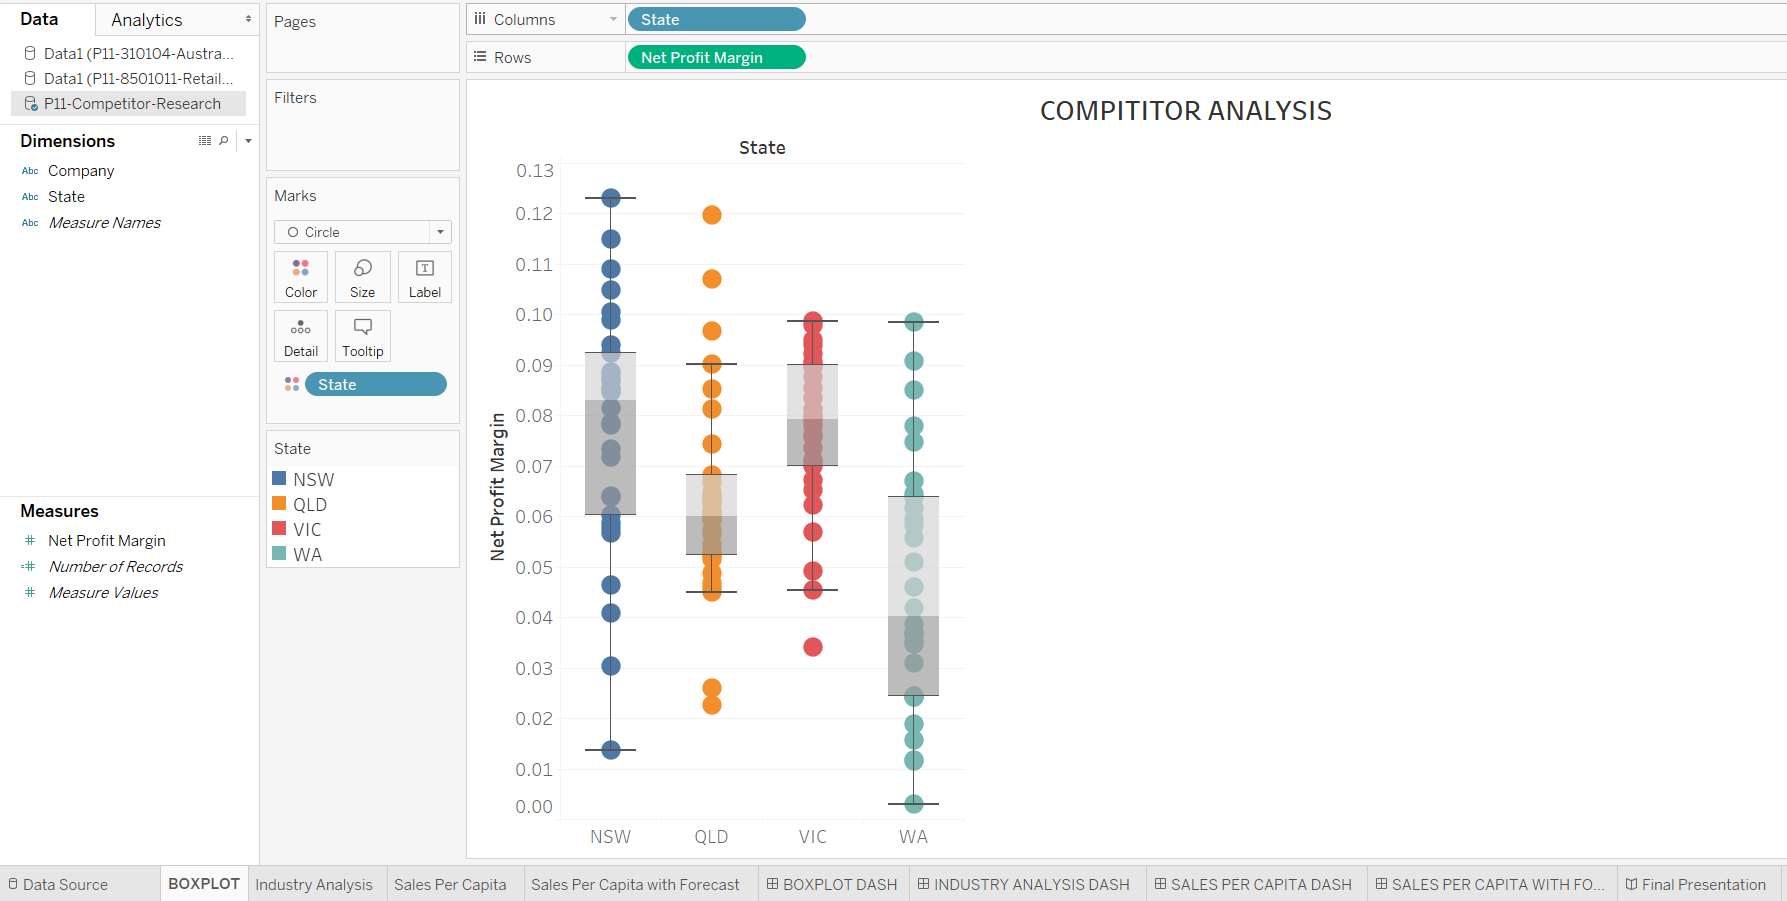 Data
Analytics
Data1 (P11-310104-Austra...
Data1 (P11-8501011-Retail...
P11-Competitor-Research
Dimensions
Abc Company
Abc State
Abc Measure Names
Measures
# Net Profit Margin
=# Number of Records
# Measure Values
Pages
Filters
Marks
Circle
Color
Size
T
Label
Detail
Tooltip
State
State
NSW
QLD
VIC
WA
Columns
State
Rows
Net Profit Margin
COMPITITOR ANALYSIS
State
Net Profit Margin
0.13
0.12
0.11
0.10
0.09
0.08
0.07
0.06
0.05
0.04
0.03
0.02
0.01
0.00
NSW QLD VIC WA
Data Source
BOXPLOT
Industry Analysis
Sales Per Capita
Sales Per Capita with Forecast
BOXPLOT DASH
INDUSTRY ANALYSIS DASH
SALES PER CAPITA DASH
SALES PER CAPITA WITH FO...
Final Presentation